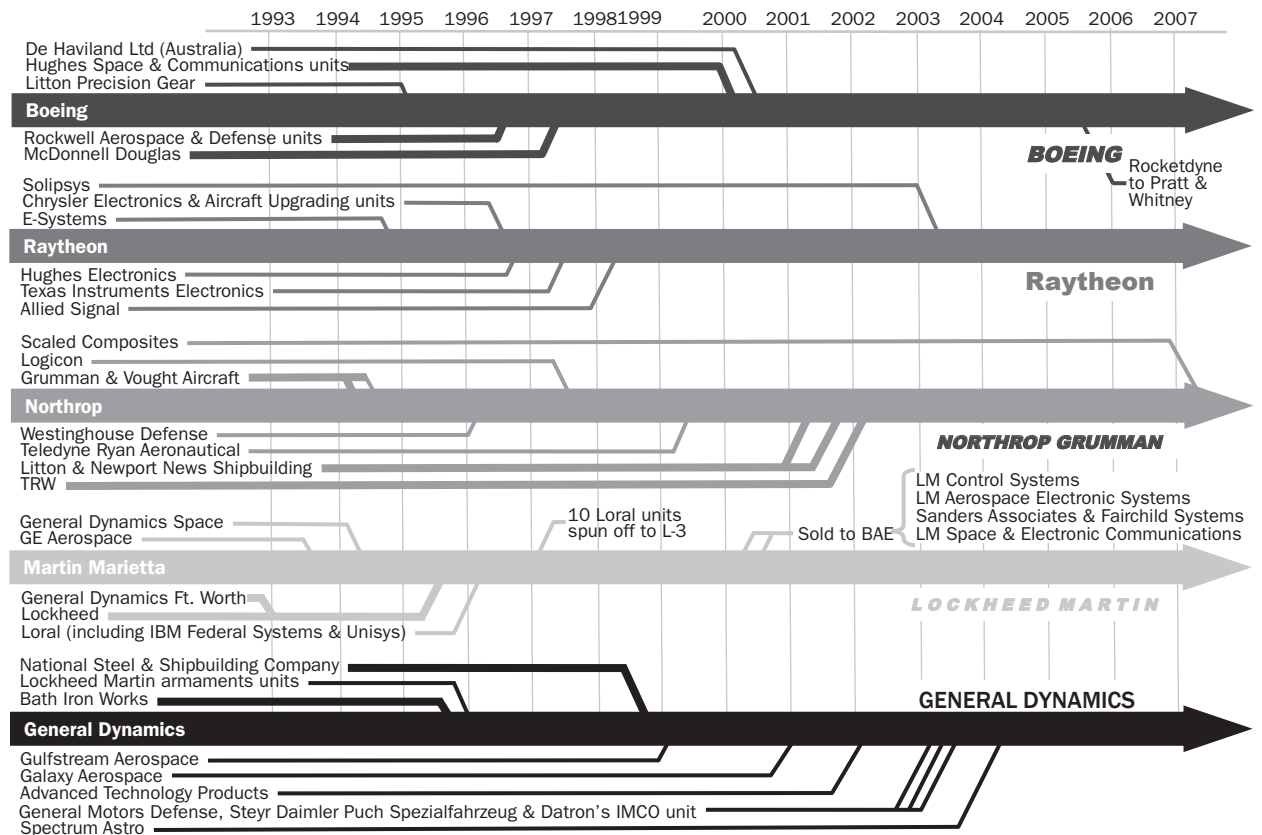 1993 1994 1995 1996 1997 1998 1999 2000 2001 2002 2003 2004 2005 2006 2007
De Haviland Ltd (Australia)
Hughes Space & Communications units
Litton Precision Gear
Boeing
Rockwell Aerospace & Defense units
McDonnell Douglas
BOEING
Rocketdyne
to Pratt &
Whitney
Solipsys
Chrysler Electronics & Aircraft Upgrading units
E-Systems
Raytheon
Hughes Electronics
Texas Instruments Electronics
Allied Signal
Raytheon
Scaled Composites
Logicon
Grumman & Vought Aircraft
Northrop
Westinghouse Defense
Teledyne Ryan Aeronautical
Litton & Newport News Shipbuilding
TRW
NORTHROP GRUMMAN
General Dynamics Space
GE Aerospace
10 Loral units
spun off to L-3
Sold to BAE
LM Control Systems
LM Aerospace Electronic Systems
Sanders Associates & Fairchild Systems
LM Space & Electronic Communications
Martin Marietta
General Dynamics Ft. Worth
Lockheed
Loral (including IBM Federal Systems & Unisys)
LOCKHEED MARTIN
National Steel & Shipbuilding Company
Lockheed Martin armaments units
Bath Iron Works
GENERAL DYNAMICS
General Dynamics
Gulfstream Aerospace
Galaxy Aerospace
Advanced Technology Products
General Motors Defense, Steyr Daimler Puch Spezialfahrzeug & Datron's IMCO unit
Spectrum Astro